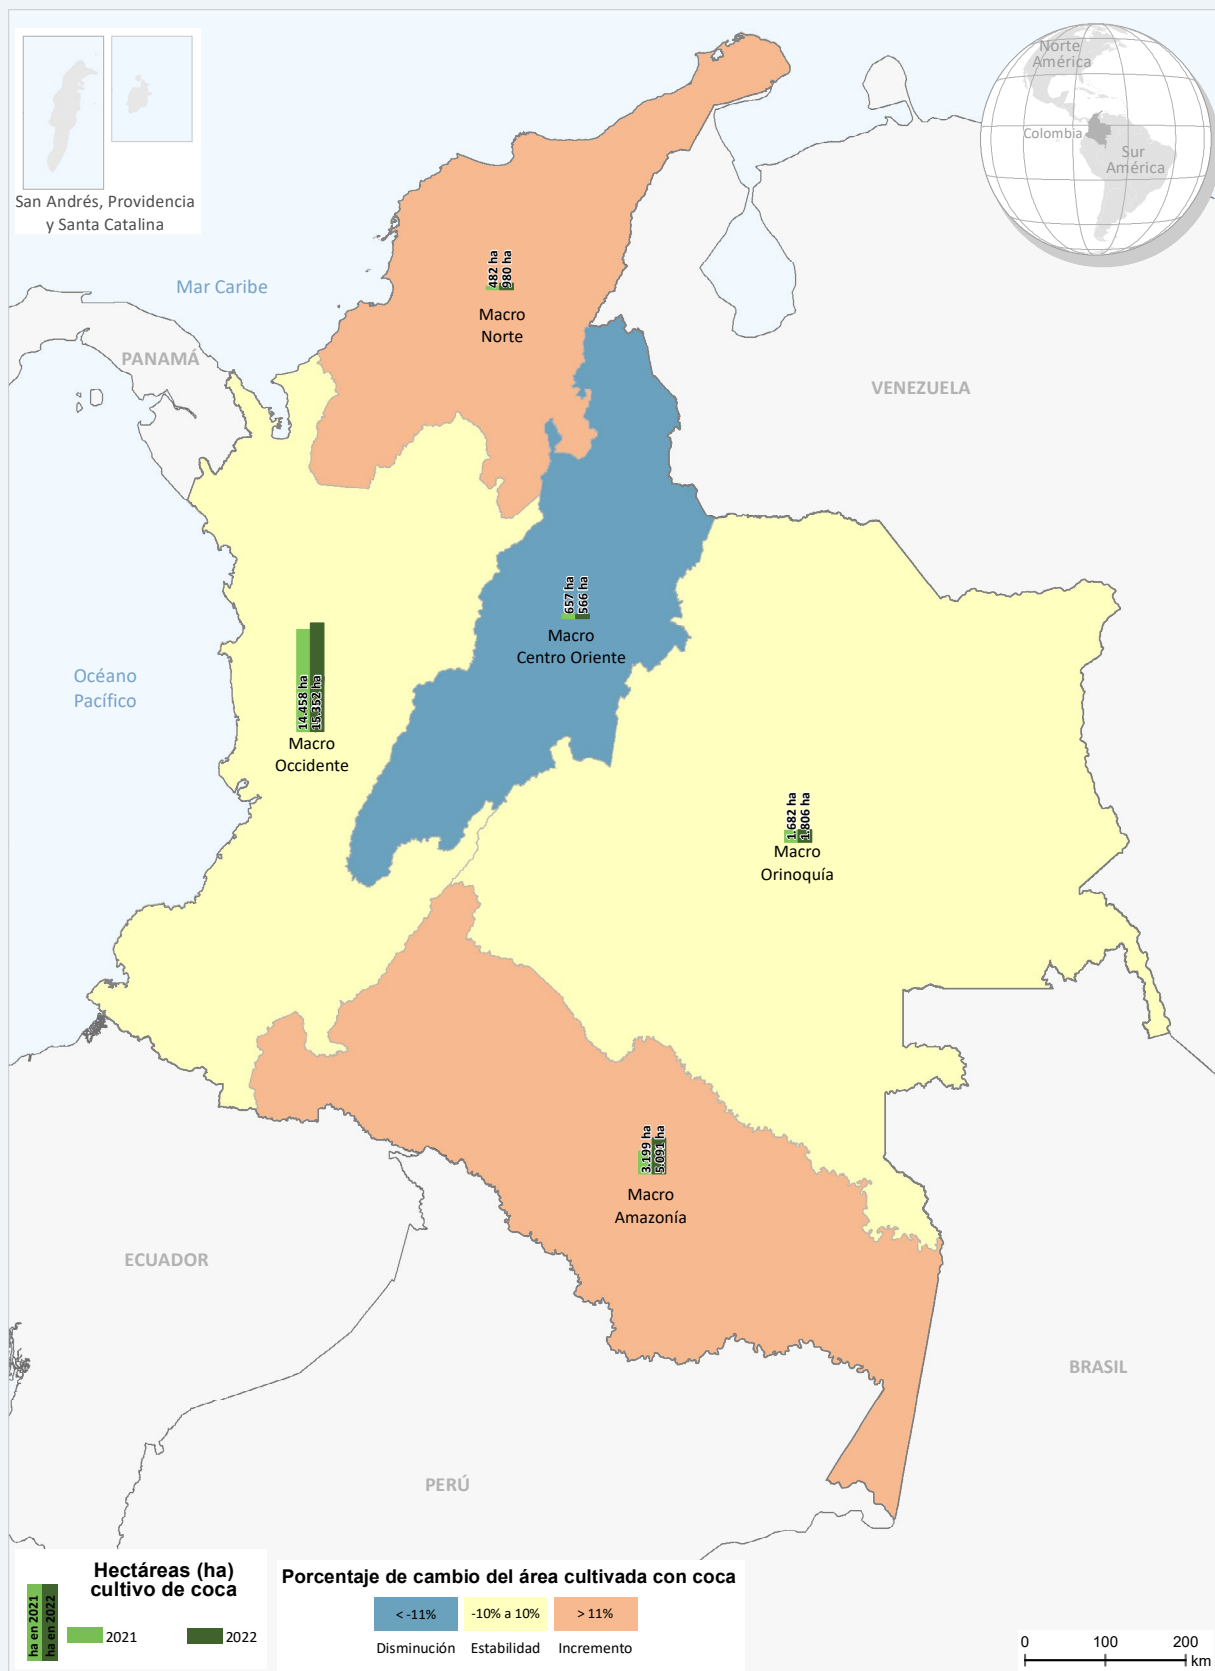 San Andrés, Providencia
y Santa Catalina
Norte
América
Colombia
Sur
América
Mar Caribe
PANAMÁ
VENEZUELA
482 ha
980 ha
Macro
Norte
657 ha
566 ha
Macro
Centro Oriente
Océano
Pacífico
14.458 ha
15.352 ha
Macro
Occidente
1.682 ha
1.806 ha
Macro
Orinoquía
3.199 ha
5.091 ha
Macro
Amazonía
ECUADOR
BRASIL
PERÚ
Hectáreas (ha)
cultivo de coca
ha en 2021
ha en 2022
2021
2022
Porcentaje de cambio del área cultivada con coca
< -11%
-10% a 10%
> 11%
Disminución
Estabilidad
Incremento
0
100
200
km